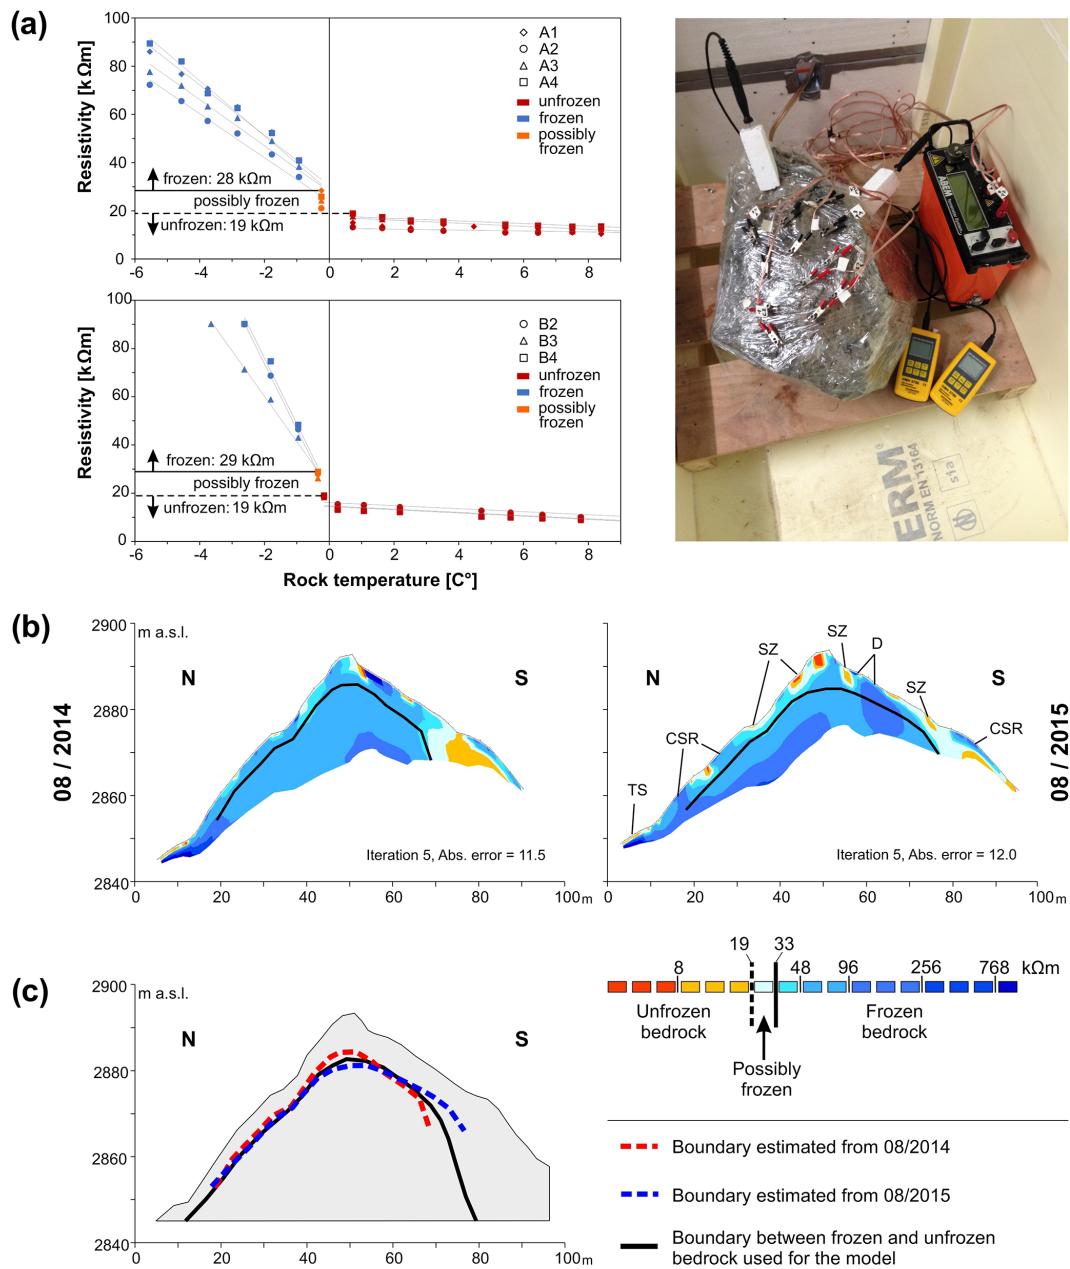 (a)
100
80
60
40
20
0
Resistivity [kΩm]
A1
A2
A3
A4
unfrozen
frozen
possibly
frozen
frozen: 28 kΩm
possibly frozen
unfrozen: 19 kΩm
-6 -4 -2 0 2 4 6 8
100
80
60
40
20
0
Resistivity [kΩm]
B2
B3
B4
unfrozen
frozen
possibly
frozen
frozen: 29 kΩm
possibly frozen
unfrozen: 19 kΩm
-6 -4 -2 0 2 4 6 8
Rock temperature [C°]
ABEM
ERM
NORM EN 13164
sia
(b)
08 / 2014
2900
2880
2860
2840
m a.s.l.
N S
Iteration 5, Abs. error = 11.5
0 20 40 60 80 100 m
SZ
SZ
D
SZ
CSR
CSR
TS
N S
08 / 2015
Iteration 5, Abs. error = 12.0
0 20 40 60 80 100 m
19 33
8 48 96 256 768 kΩm
Unfrozen
bedrock
Frozen
bedrock
Possibly
frozen
(c)
2900
2880
2860
2840
m a.s.l.
N S
0 20 40 60 80 100 m
Boundary estimated from 08/2014
Boundary estimated from 08/2015
Boundary between frozen and unfrozen
bedrock used for the model